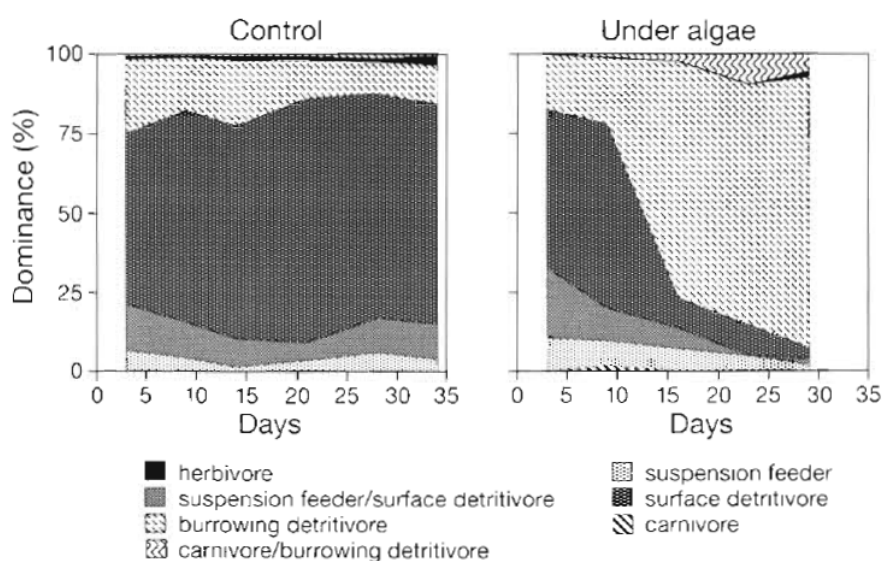 Control
Under algae
Dominance (%)
100
75
50
25
0
0 5 10 15 20 25 30 35
0 5 10 15 20 25 30 35
Days
Days
herbivore
suspension feeder/surface detritivore
burrowing detritivore
carnivore/burrowing detritivore
suspension feeder
surface detritivore
carnivore